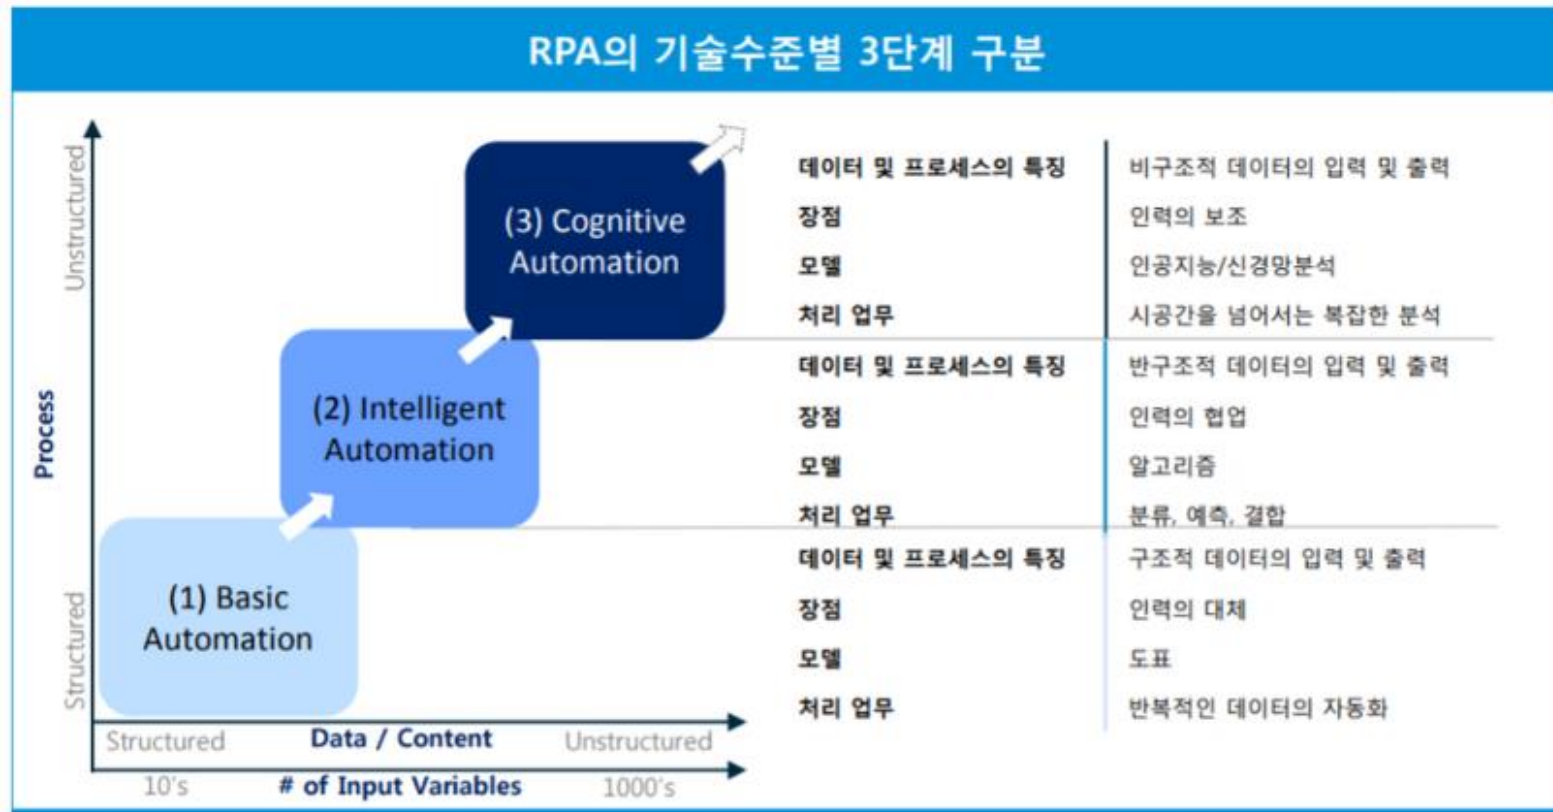 RPA의 기술수준별 3단계 구분
Process
Unstructured
Structured
(3) Cognitive
Automation
(2) Intelligent
Automation
(1) Basic
Automation
Structured Data / Content Unstructured
10's # of Input Variables 1000's
데이터 및 프로세스의 특징 비구조적 데이터의 입력 및 출력
장점 인력의 보조
모델 인공지능/신경망분석
처리 업무 시공간을 넘어서는 복잡한 분석
데이터 및 프로세스의 특징 반구조적 데이터의 입력 및 출력
장점 인력의 협업
모델 알고리즘
처리 업무 분류, 예측, 결합
데이터 및 프로세스의 특징 구조적 데이터의 입력 및 출력
장점 인력의 대체
모델 도표
처리 업무 반복적인 데이터의 자동화